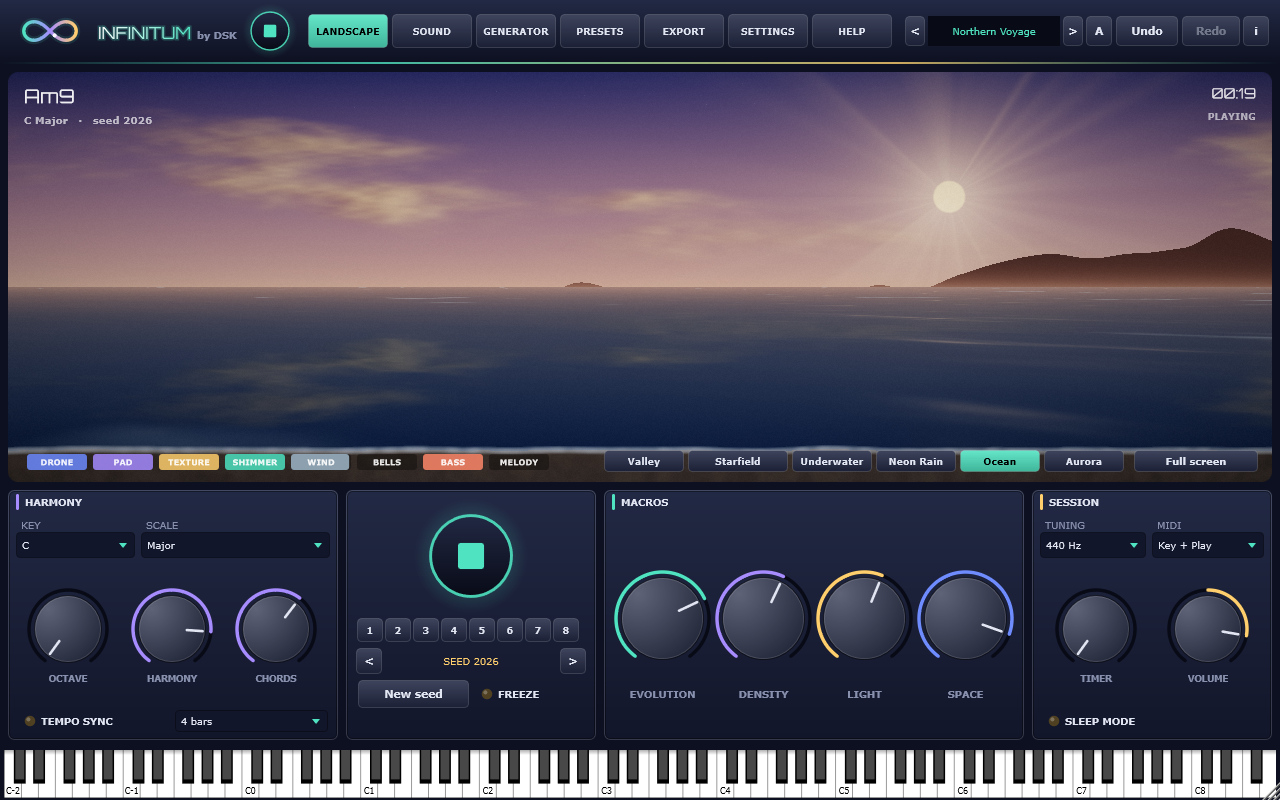 INFINITUM by DSK
LANDSCAPE SOUND GENERATOR PRESETS EXPORT SETTINGS HELP
< Northern Voyage > A Undo Redo i
Am9
C Major · seed 2026
00:19
PLAYING
DRONE PAD TEXTURE SHIMMER WIND BELLS BASS MELODY
Valley Starfield Underwater Neon Rain Ocean Aurora Full screen
HARMONY
KEY SCALE
C Major
OCTAVE HARMONY CHORDS
TEMPO SYNC 4 bars
1 2 3 4 5 6 7 8
< SEED 2026 >
New seed FREEZE
MACROS
EVOLUTION DENSITY LIGHT SPACE
SESSION
TUNING MIDI
440 Hz Key + Play
TIMER VOLUME
SLEEP MODE
C-2 C-1 C0 C1 C2 C3 C4 C5 C6 C7 C8